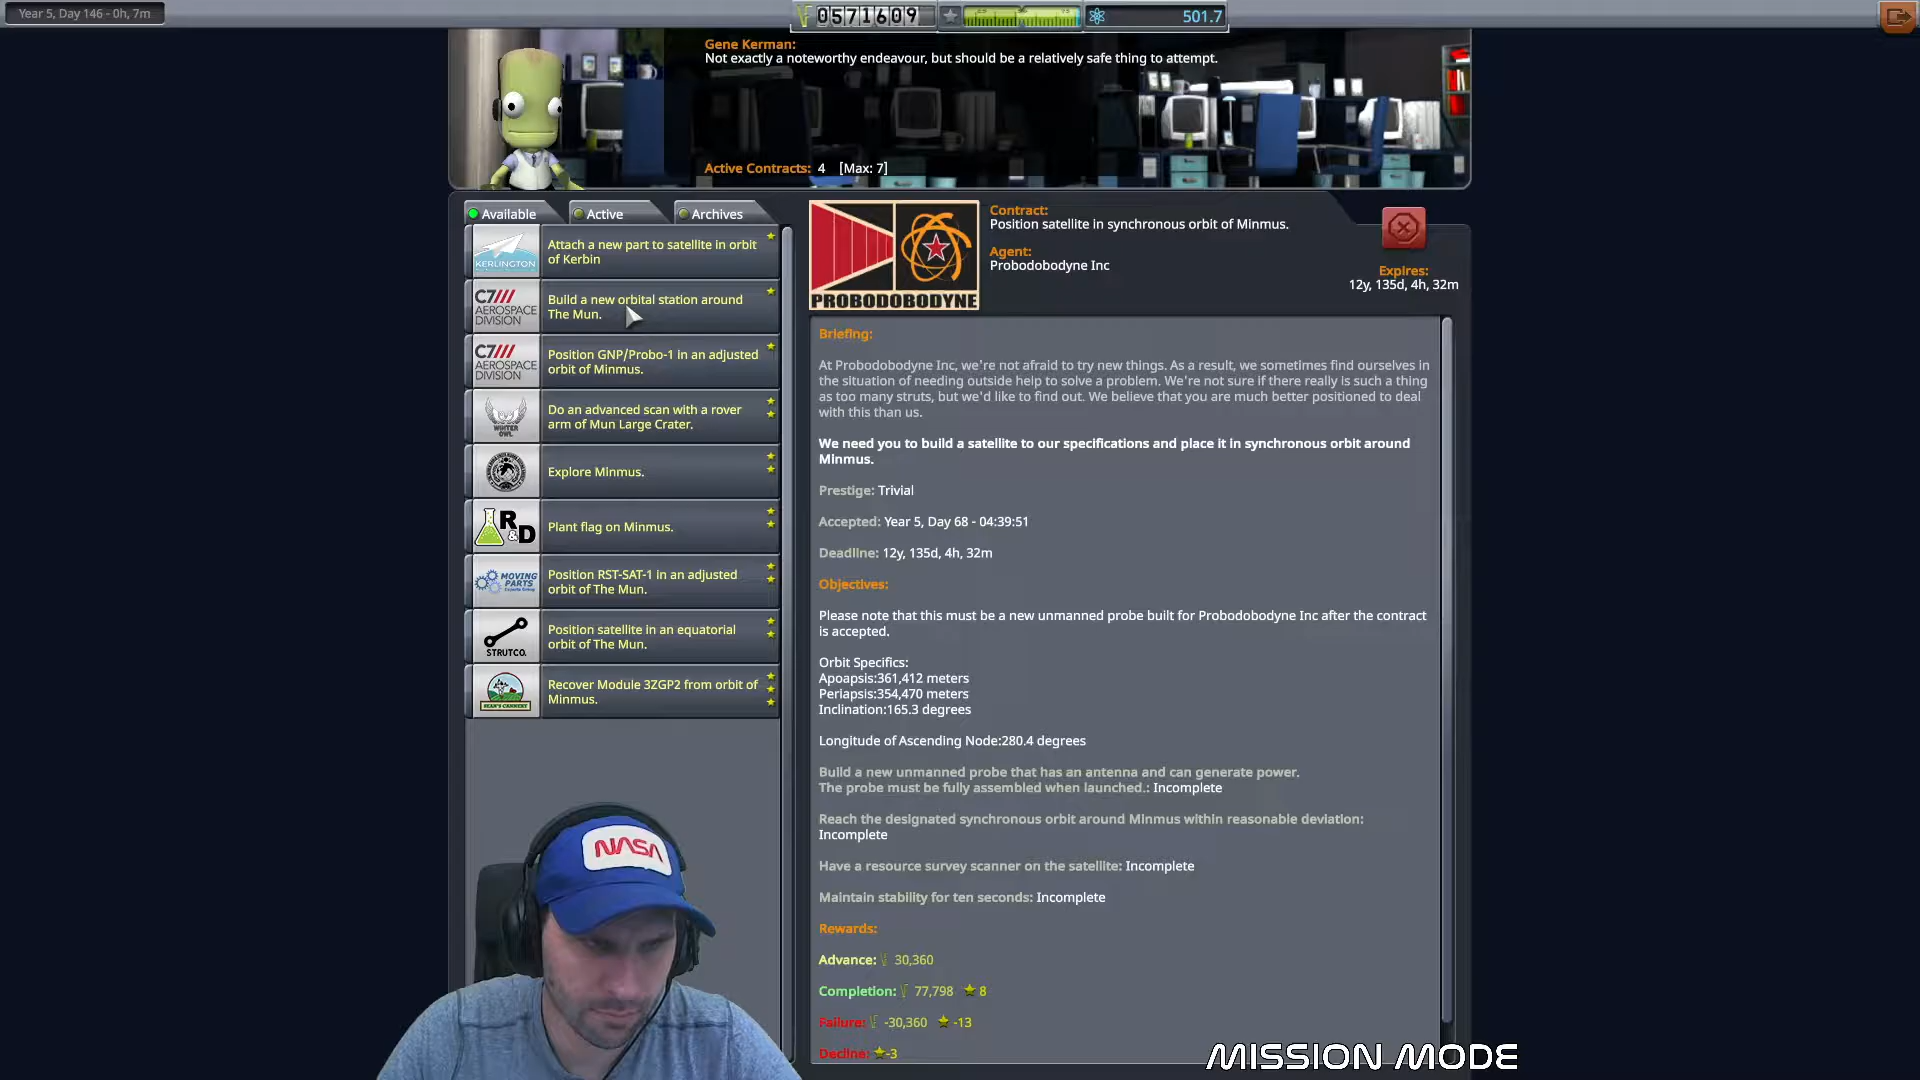 Year 5, Day 146 - 0h, 7m
0571609
501.7
Gene Kerman:
Not exactly a noteworthy endeavour, but should be a relatively safe thing to attempt.
Active Contracts: 4 [Max: 7]
Available
Active
Archives
KERLINGTON
Attach a new part to satellite in orbit
of Kerbin
C7///
AEROSPACE
DIVISION
Build a new orbital station around
The Mun.
C7///
AEROSPACE
DIVISION
Position GNP/Probo-1 in an adjusted
orbit of Minmus.
WINTER
OWL
Do an advanced scan with a rover
arm of Mun Large Crater.
Explore Minmus.
R&D
Plant flag on Minmus.
MOVING
PARTS
Position RST-SAT-1 in an adjusted
orbit of The Mun.
STRUTCO.
Position satellite in an equatorial
orbit of The Mun.
Recover Module 3ZGP2 from orbit of
Minmus.
PROBODOBODYNE
Contract:
Position satellite in synchronous orbit of Minmus.
Agent:
Probodobodyne Inc
Expires:
12y, 135d, 4h, 32m
Briefing:
At Probodobodyne Inc, we're not afraid to try new things. As a result, we sometimes find ourselves in
the situation of needing outside help to solve a problem. We're not sure if there really is such a thing
as too many struts, but we'd like to find out. We believe that you are much better positioned to deal
with this than us.
We need you to build a satellite to our specifications and place it in synchronous orbit around
Minmus.
Prestige: Trivial
Accepted: Year 5, Day 68 - 04:39:51
Deadline: 12y, 135d, 4h, 32m
Objectives:
Please note that this must be a new unmanned probe built for Probodobodyne Inc after the contract
is accepted.
Orbit Specifics:
Apoapsis:361,412 meters
Periapsis:354,470 meters
Inclination:165.3 degrees
Longitude of Ascending Node:280.4 degrees
Build a new unmanned probe that has an antenna and can generate power.
The probe must be fully assembled when launched.: Incomplete
Reach the designated synchronous orbit around Minmus within reasonable deviation:
Incomplete
Have a resource survey scanner on the satellite: Incomplete
Maintain stability for ten seconds: Incomplete
Rewards:
Advance: 30,360
Completion: 77,798 8
Failure: -30,360 -13
Decline: -3
NASA
MISSION MODE